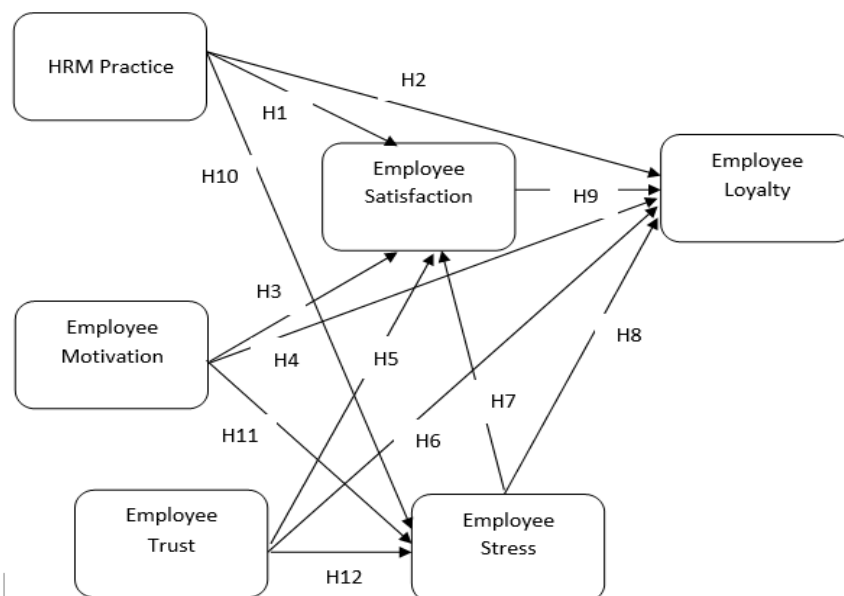 HRM Practice
H2
H1
Employee
Satisfaction
Employee
Loyalty
H10
H9
H3
Employee
Motivation
H4
H5
H8
H7
H11
H6
Employee
Trust
Employee
Stress
H12